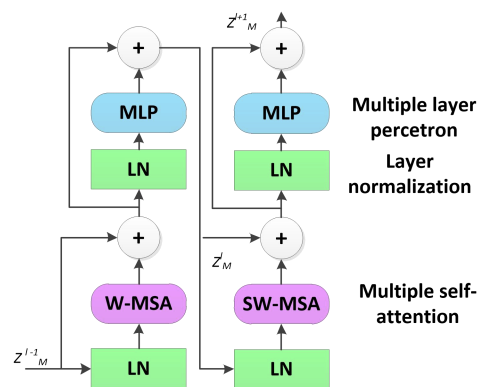 Z^{l+1}_M
+
+
MLP
MLP
Multiple layer
percetron
LN
LN
Layer
normalization
+
+
Z^l_M
W-MSA
SW-MSA
Multiple self-
attention
Z^{l-1}_M
LN
LN